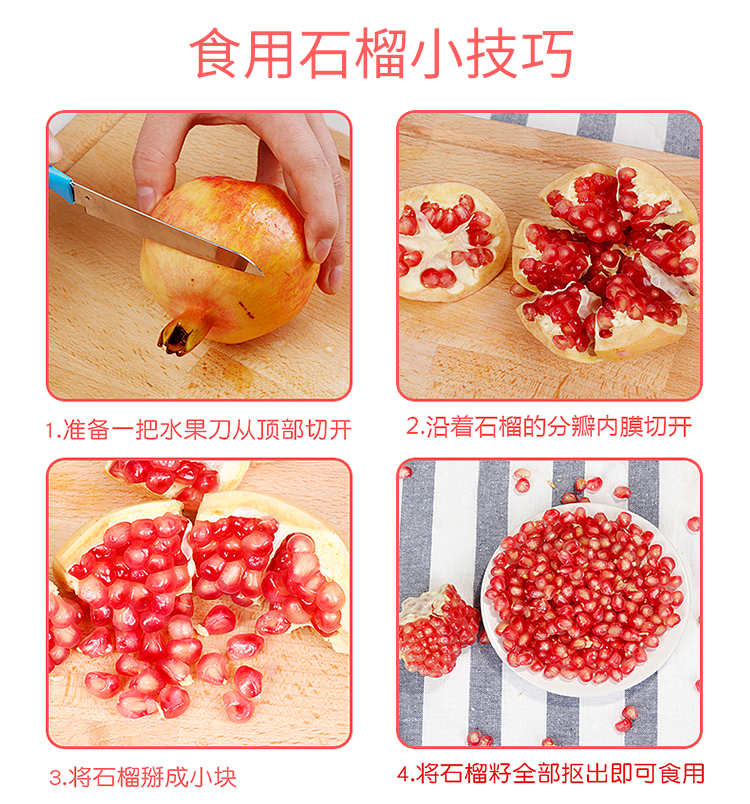 食用石榴小技巧
1.准备一把水果刀从顶部切开
2.沿着石榴的分瓣内膜切开
3.将石榴掰成小块
4.将石榴籽全部抠出即可食用